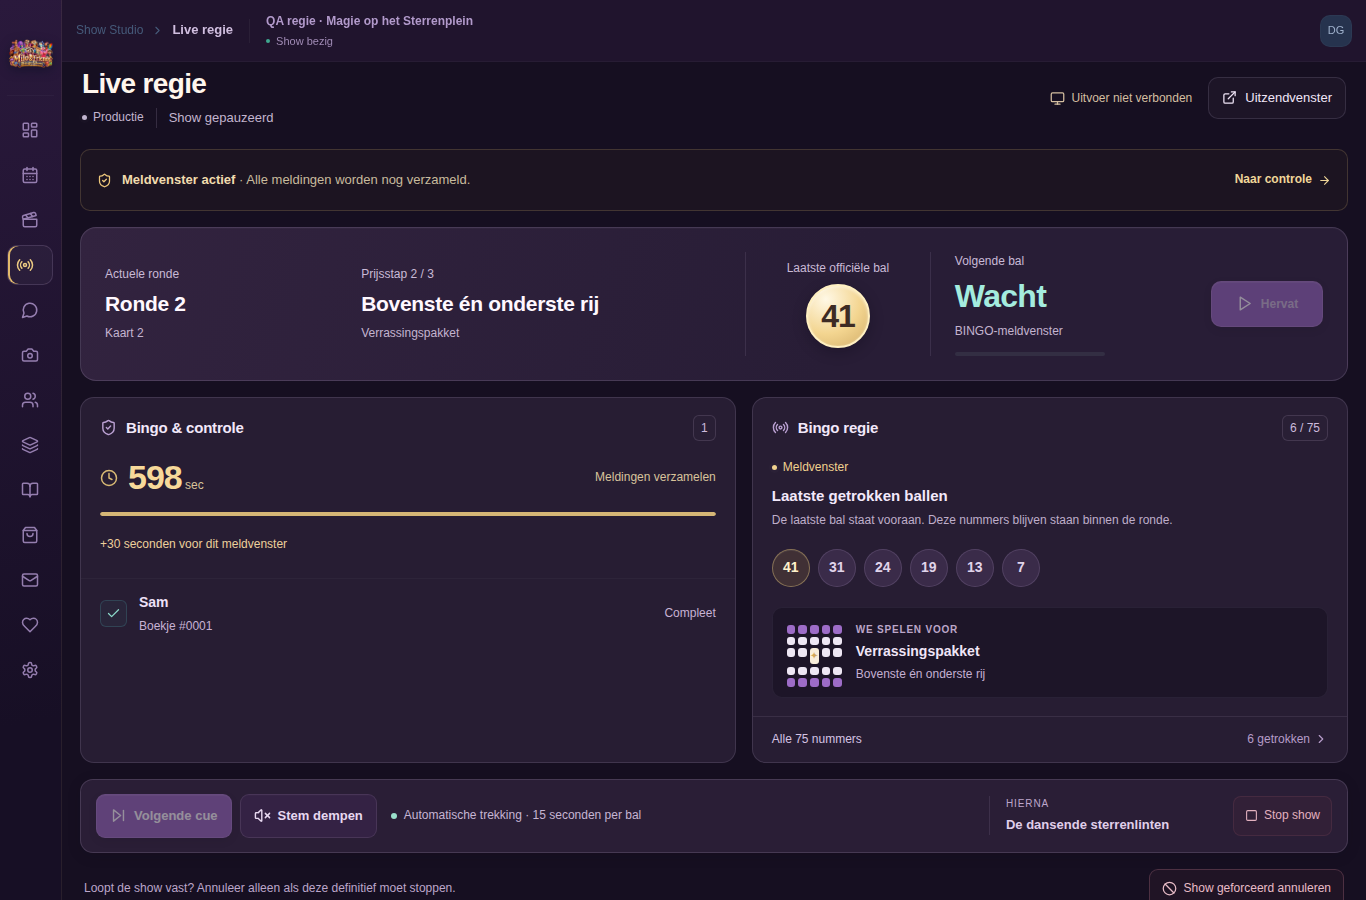 Show Studio
Live regie
QA regie · Magie op het Sterrenplein
Show bezig
DG
Live regie
Productie
Show gepauzeerd
Uitvoer niet verbonden
Uitzendvenster
Meldvenster actief · Alle meldingen worden nog verzameld.
Naar controle
Actuele ronde
Ronde 2
Kaart 2
Prijsstap 2 / 3
Bovenste én onderste rij
Verrassingspakket
Laatste officiële bal
41
Volgende bal
Wacht
BINGO-meldvenster
Hervat
Bingo & controle
1
598 sec
Meldingen verzamelen
+30 seconden voor dit meldvenster
Sam
Boekje #0001
Compleet
Bingo regie
6 / 75
Meldvenster
Laatste getrokken ballen
De laatste bal staat vooraan. Deze nummers blijven staan binnen de ronde.
41 31 24 19 13 7
WE SPELEN VOOR
Verrassingspakket
Bovenste én onderste rij
Alle 75 nummers
6 getrokken
Volgende cue
Stem dempen
Automatische trekking · 15 seconden per bal
HIERNA
De dansende sterrenlinten
Stop show
Loopt de show vast? Annuleer alleen als deze definitief moet stoppen.
Show geforceerd annuleren